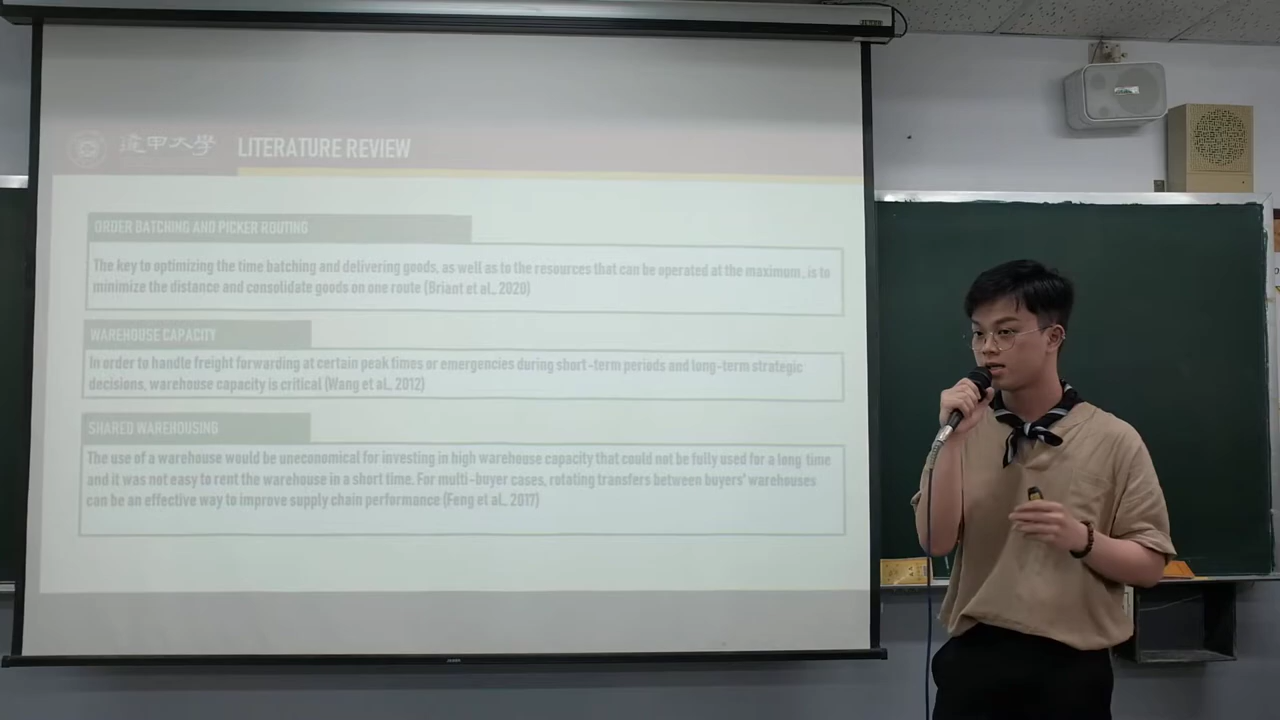 逢甲大學 LITERATURE REVIEW
ORDER BATCHING AND PICKER ROUTING
The key to optimizing the time batching and delivering goods, as well as to the resources that can be operated at the maximum, is to
minimize the distance and consolidate goods on one route (Briant et al., 2020)
WAREHOUSE CAPACITY
In order to handle freight forwarding at certain peak times or emergencies during short-term periods and long-term strategic
decisions, warehouse capacity is critical (Wang et al., 2012)
SHARED WAREHOUSING
The use of a warehouse would be uneconomical for investing in high warehouse capacity that could not be fully used for a long time
and it was not easy to rent the warehouse in a short time. For multi-buyer cases, rotating transfers between buyers' warehouses
can be an effective way to improve supply chain performance (Feng et al., 2017)